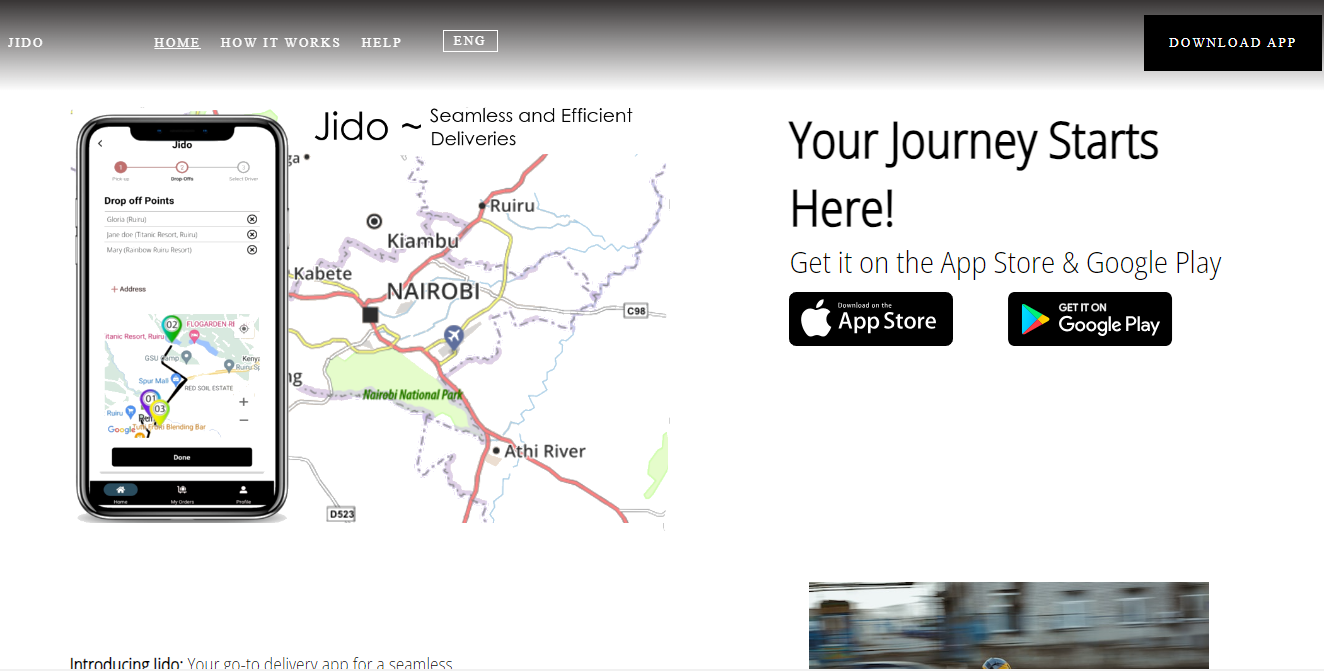 JIDO
HOME
HOW IT WORKS
HELP
ENG
DOWNLOAD APP
Jido ~ Seamless and Efficient
Deliveries
Jido
1
2
3
Pick up
Drop-Offs
Select Driver
Drop off Points
Gloria (Ruiru)
Jane doe (Titanic Resort, Ruiru)
Mary (Rainbow Ruiru Resort)
+ Address
02
FLOGARDEN RE
itanic Resort, Ruiru
GSU Camp
Kenya
Ruiru Sp
Spur Mall
RED SOIL ESTATE
01
03
Ruiru
Rui
Google
Tutti Frutti Blending Bar
Done
Home
My Orders
Profile
ga
Ruiru
Kiambu
Kabete
NAIROBI
C98
ng
Nairobi National Park
Athi River
D523
Your Journey Starts
Here!
Get it on the App Store & Google Play
Download on the
App Store
GET IT ON
Google Play
Introducing Jido: Your go-to delivery app for a seamless